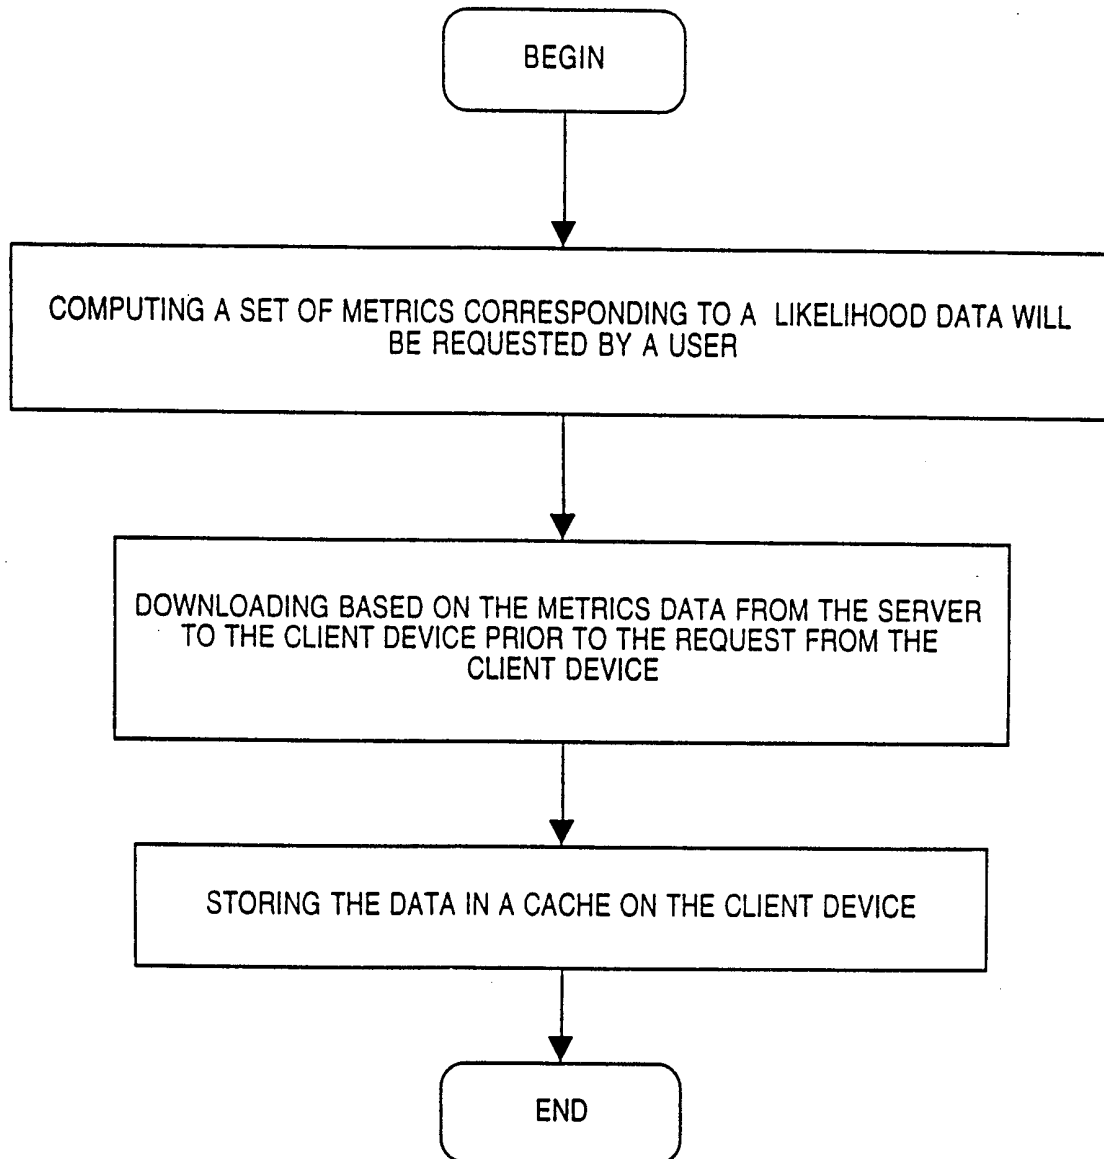 BEGIN
COMPUTING A SET OF METRICS CORRESPONDING TO A LIKELIHOOD DATA WILL
BE REQUESTED BY A USER
DOWNLOADING BASED ON THE METRICS DATA FROM THE SERVER
TO THE CLIENT DEVICE PRIOR TO THE REQUEST FROM THE
CLIENT DEVICE
STORING THE DATA IN A CACHE ON THE CLIENT DEVICE
END